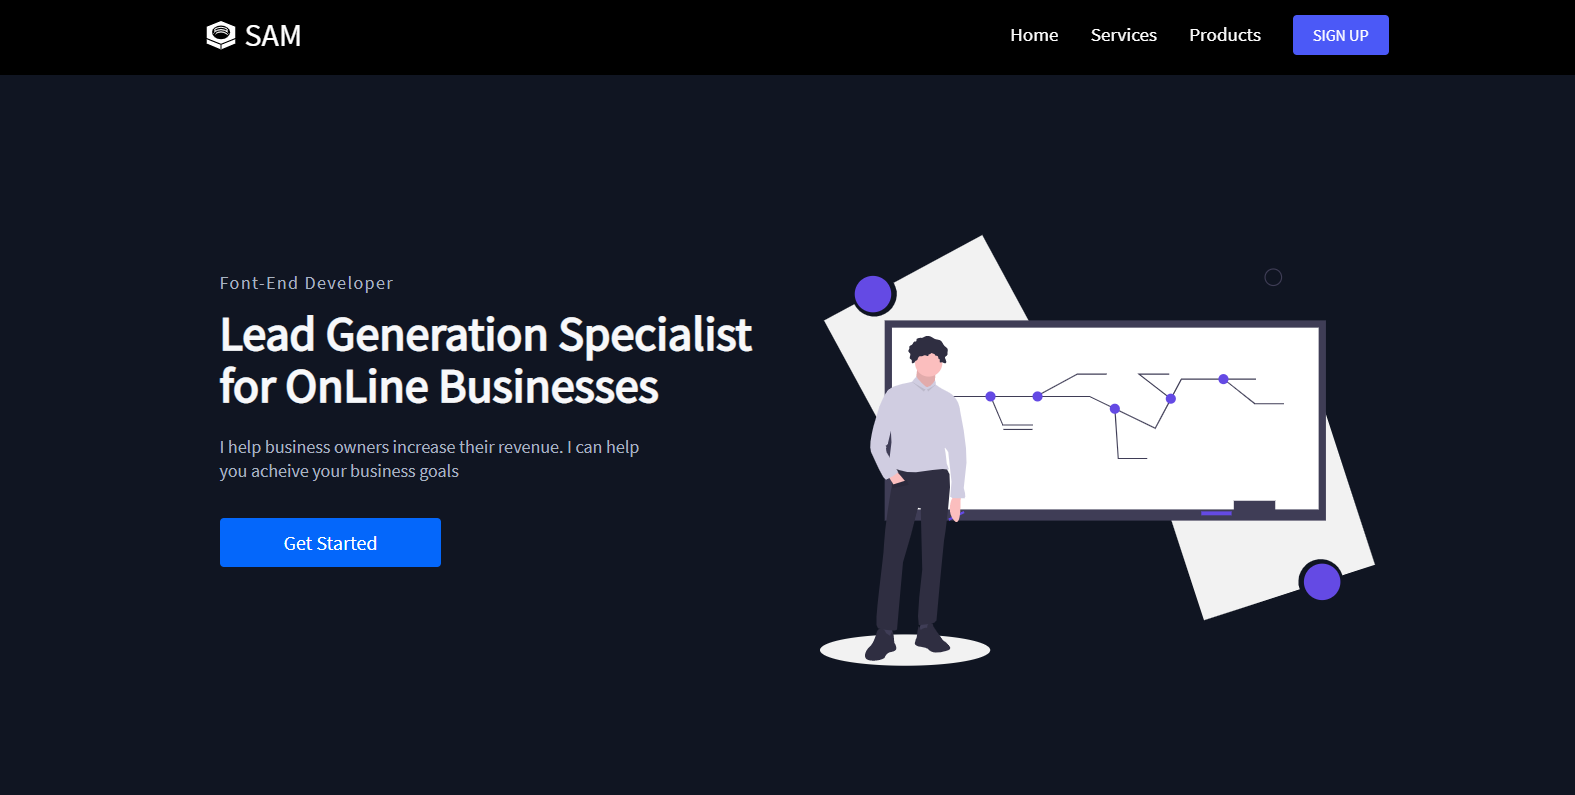 SAM
Home Services Products SIGN UP
Font-End Developer
Lead Generation Specialist
for OnLine Businesses
I help business owners increase their revenue. I can help
you acheive your business goals
Get Started